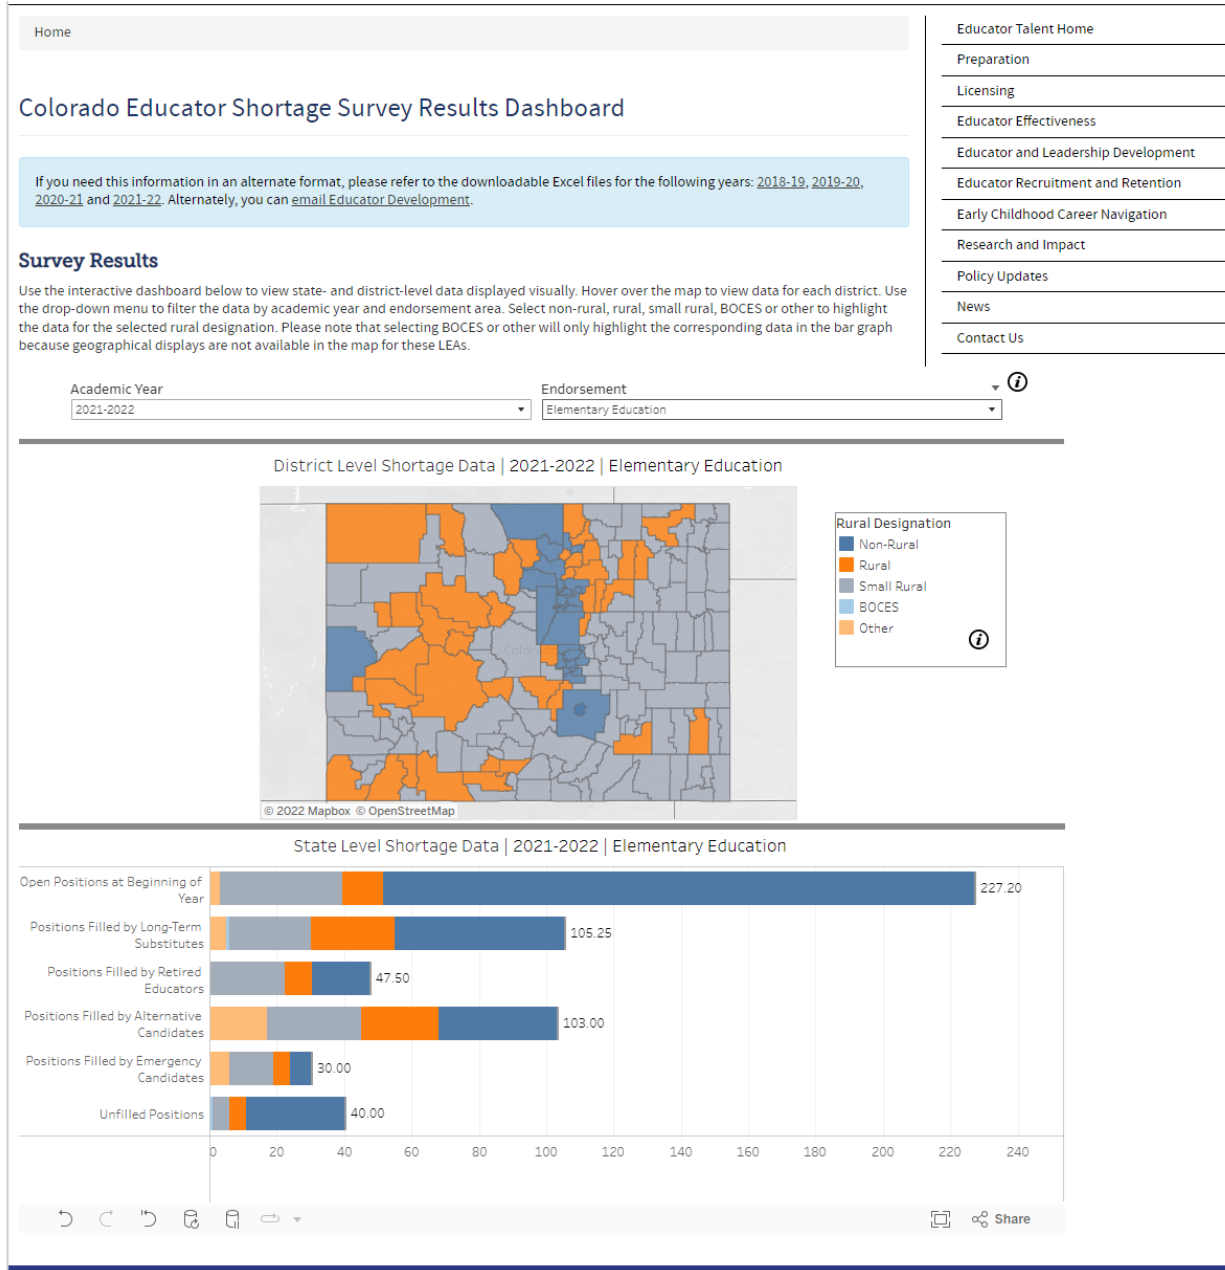 Home
Educator Talent Home
Preparation
Licensing
Educator Effectiveness
Educator and Leadership Development
Educator Recruitment and Retention
Early Childhood Career Navigation
Research and Impact
Policy Updates
News
Contact Us
Colorado Educator Shortage Survey Results Dashboard
If you need this information in an alternate format, please refer to the downloadable Excel files for the following years: 2018-19, 2019-20,
2020-21 and 2021-22. Alternately, you can email Educator Development.
Survey Results
Use the interactive dashboard below to view state- and district-level data displayed visually. Hover over the map to view data for each district. Use
the drop-down menu to filter the data by academic year and endorsement area. Select non-rural, rural, small rural, BOCES or other to highlight
the data for the selected rural designation. Please note that selecting BOCES or other will only highlight the corresponding data in the bar graph
because geographical displays are not available in the map for these LEAs.
Academic Year
2021-2022
Endorsement
Elementary Education
District Level Shortage Data | 2021-2022 | Elementary Education
Colorado
© 2022 Mapbox © OpenStreetMap
Rural Designation
Non-Rural
Rural
Small Rural
BOCES
Other
State Level Shortage Data | 2021-2022 | Elementary Education
Open Positions at Beginning of
Year
227.20
Positions Filled by Long-Term
Substitutes
105.25
Positions Filled by Retired
Educators
47.50
Positions Filled by Alternative
Candidates
103.00
Positions Filled by Emergency
Candidates
30.00
Unfilled Positions
40.00
0 20 40 60 80 100 120 140 160 180 200 220 240
Share